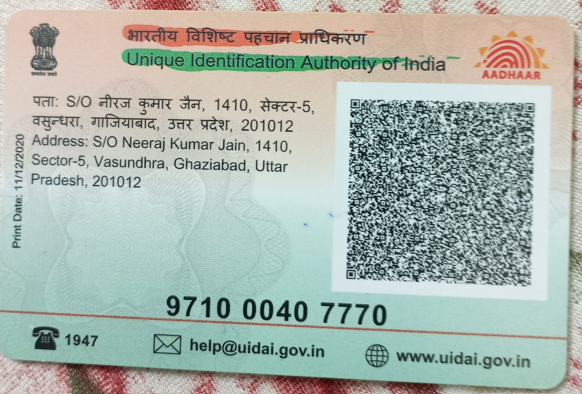 भारतीय विशिष्ट पहचान प्राधिकरण
Unique Identification Authority of India
AADHAAR
पता: S/O नीरज कुमार जैन, 1410, सेक्टर-5,
वसुन्धरा, गाजियाबाद, उत्तर प्रदेश, 201012
Address: S/O Neeraj Kumar Jain, 1410,
Sector-5, Vasundhra, Ghaziabad, Uttar
Pradesh, 201012
Print Date: 11/12/2020
9710 0040 7770
1947
help@uidai.gov.in
www.uidai.gov.in